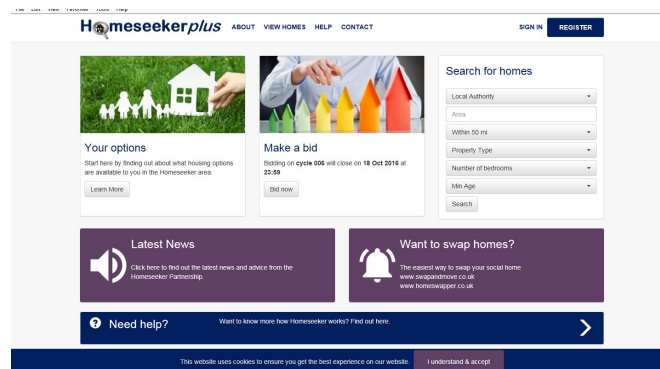 File Edit View Favorites Tools Help
Homeseekerplus
ABOUT VIEW HOMES HELP CONTACT
SIGN IN
REGISTER
Your options
Start here by finding out about what housing options
are available to you in the Homeseeker area.
Learn More
Make a bid
Bidding on cycle 006 will close on 18 Oct 2016 at
23:59
Bid now
Search for homes
Local Authority
Area
Within 50 mi
Property Type
Number of bedrooms
Min Age
Search
Latest News
Click here to find out the latest news and advice from the
Homeseeker Partnership.
Want to swap homes?
The easiest way to swap your social home
www.swapandmove.co.uk
www.homeswapper.co.uk
? Need help?
Want to know more how Homeseeker works? Find out here.
This website uses cookies to ensure you get the best experience on our website.
I understand & accept